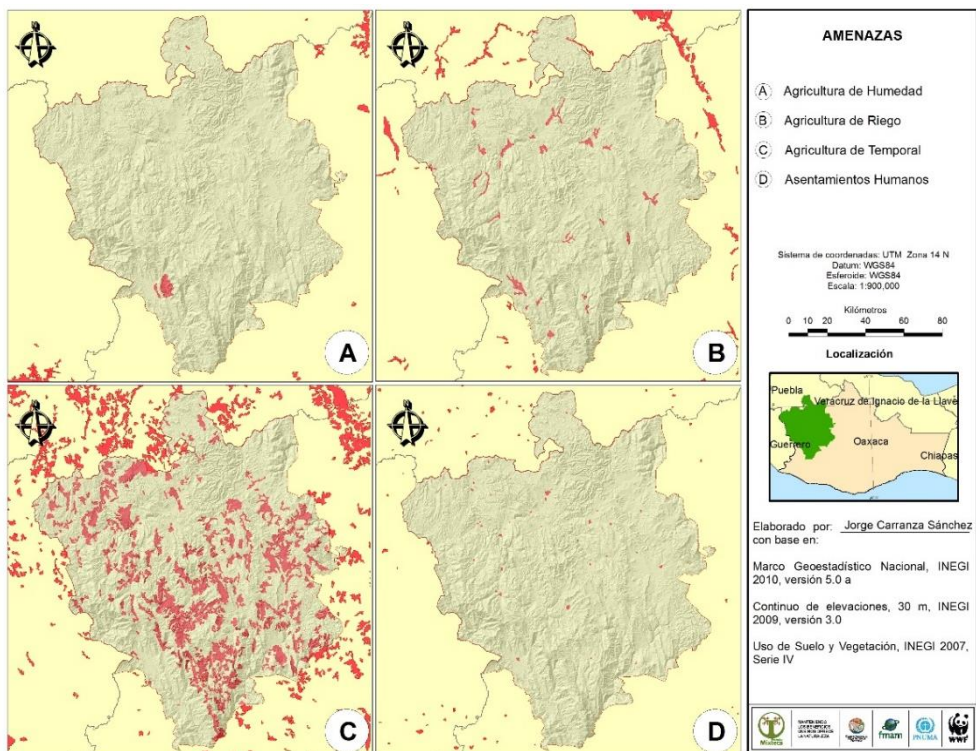 A
B
C
D
AMENAZAS
A Agricultura de Humedad
B Agricultura de Riego
C Agricultura de Temporal
D Asentamientos Humanos
Sistema de coordenadas: UTM Zona 14 N
Datum: WGS84
Esferoide: WGS84
Escala: 1:900,000
Kilómetros
0 10 20 40 60 80
Localización
Puebla
Veracruz de Ignacio de la Llave
Guerrero
Oaxaca
Chiapas
Elaborado por: Jorge Carranza Sánchez
con base en:
Marco Geoestadístico Nacional, INEGI
2010, versión 5.0 a
Continuo de elevaciones, 30 m, INEGI
2009, versión 3.0
Uso de Suelo y Vegetación, INEGI 2007,
Serie IV
Mixteca
fmam
PNUMA
WWF